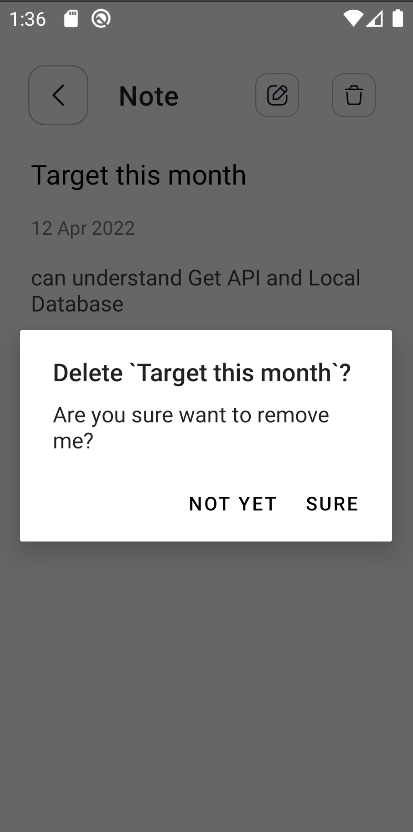 1:36
Note
Target this month
12 Apr 2022
can understand Get API and Local
Database
Delete `Target this month`?
Are you sure want to remove
me?
NOT YET SURE